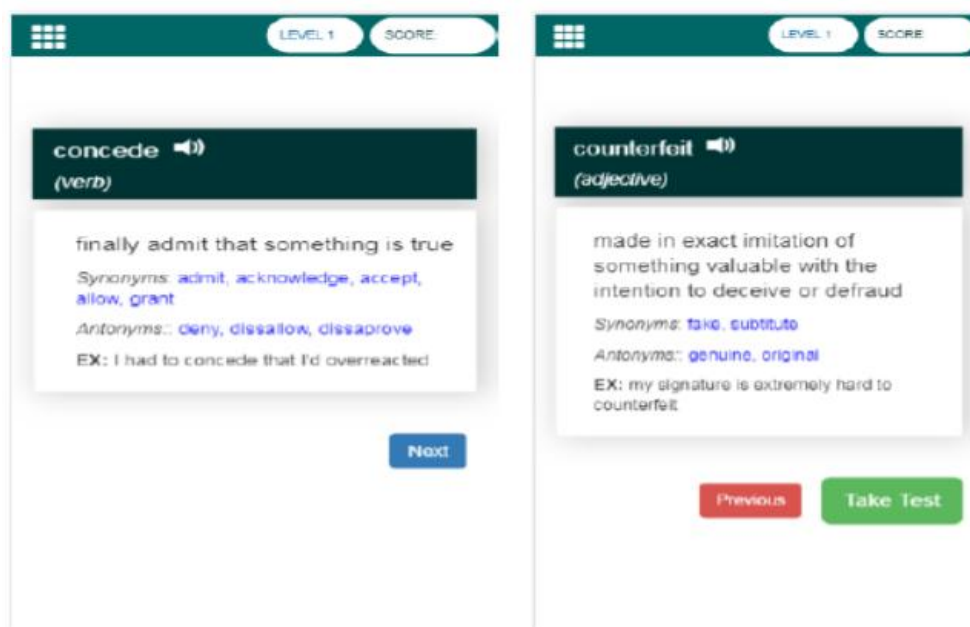 LEVEL 1 SCORE:
concede
(verb)
finally admit that something is true
Synonyms: admit, acknowledge, accept,
allow, grant
Antonyms:: deny, dissallow, dissaprove
EX: I had to concede that I'd overreacted
Next
LEVEL 1 SCORE
counterfeit
(adjective)
made in exact imitation of
something valuable with the
intention to deceive or defraud
Synonyms: fake, subtitute
Antonyms:: genuine, original
EX: my signature is extremely hard to
counterfeit
Previous Take Test